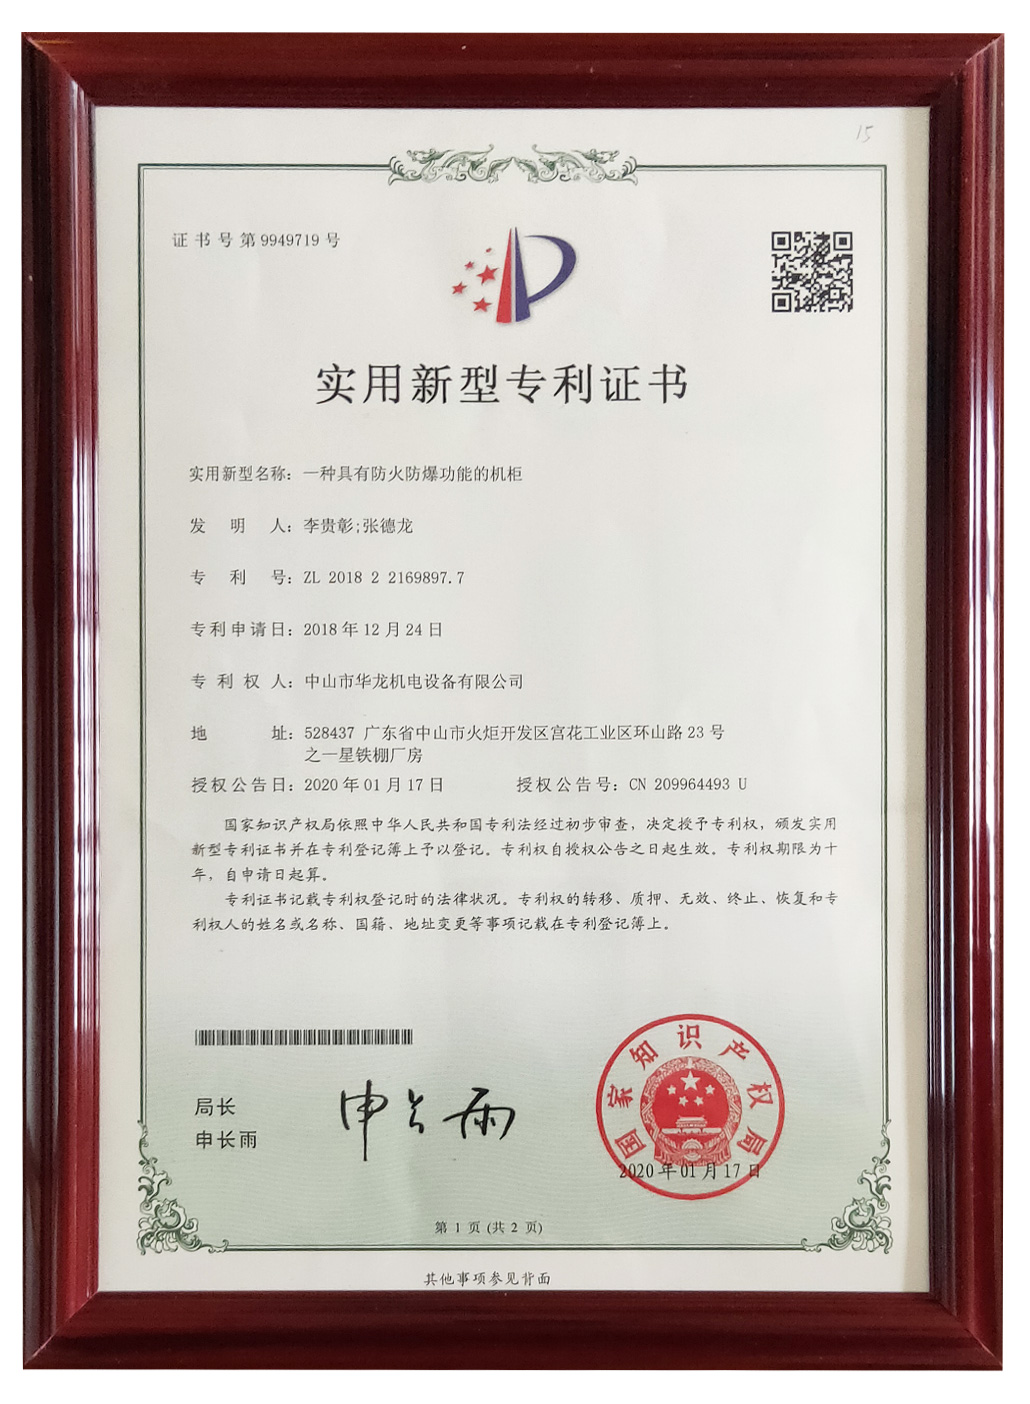 15
证书号第9949719号
实用新型专利证书
实用新型名称：一种具有防火防爆功能的机柜
发明人：李贵彰;张德龙
专利号：ZL 2018 2 2169897.7
专利申请日：2018年12月24日
专利权人：中山市华龙机电设备有限公司
地址：528437 广东省中山市火炬开发区宫花工业区环山路23号
之一星铁棚厂房
授权公告日：2020年01月17日 授权公告号：CN 209964493 U
国家知识产权局依照中华人民共和国专利法经过初步审查，决定授予专利权，颁发实用
新型专利证书并在专利登记簿上予以登记。专利权自授权公告之日起生效。专利权期限为十
年，自申请日起算。
专利证书记载专利权登记时的法律状况。专利权的转移、质押、无效、终止、恢复和专
利权人的姓名或名称、国籍、地址变更等事项记载在专利登记簿上。
局长
申长雨
申长雨
国家知识产权局
2020年01月17日
第 1 页 (共 2 页)
其他事项参见背面